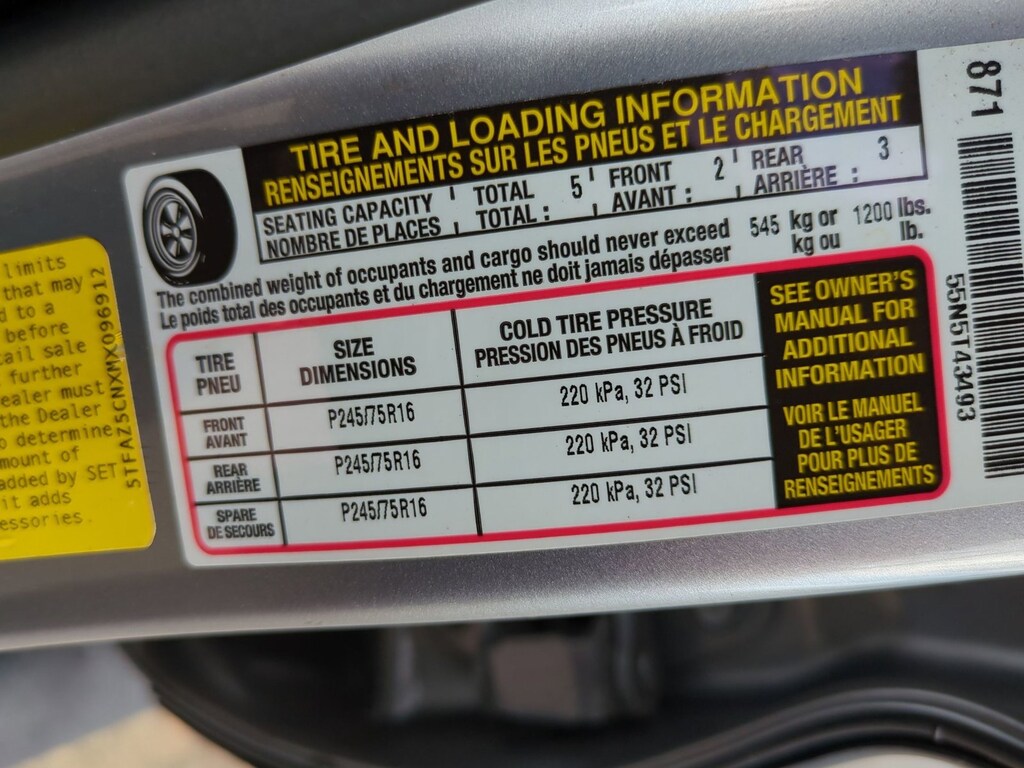 TIRE AND LOADING INFORMATION
RENSEIGNEMENTS SUR LES PNEUS ET LE CHARGEMENT
SEATING CAPACITY TOTAL 5 FRONT 2 REAR 3
NOMBRE DE PLACES TOTAL : AVANT : ARRIÈRE :
The combined weight of occupants and cargo should never exceed 545 kg or 1200 lbs.
Le poids total des occupants et du chargement ne doit jamais dépasser kg ou lb.
TIRE SIZE COLD TIRE PRESSURE
PNEU DIMENSIONS PRESSION DES PNEUS À FROID
FRONT
AVANT P245/75R16 220 kPa, 32 PSI
REAR
ARRIÈRE P245/75R16 220 kPa, 32 PSI
SPARE
DE SECOURS P245/75R16 220 kPa, 32 PSI
SEE OWNER'S
MANUAL FOR
ADDITIONAL
INFORMATION
VOIR LE MANUEL
DE L'USAGER
POUR PLUS DE
RENSEIGNEMENTS
871
55N5T43493
limits
that may
d to a
before
tail sale
further
ealer must
the Dealer
o determine
mount of
added by SET
it adds
essories.
5TFAZ5CNXMX096912